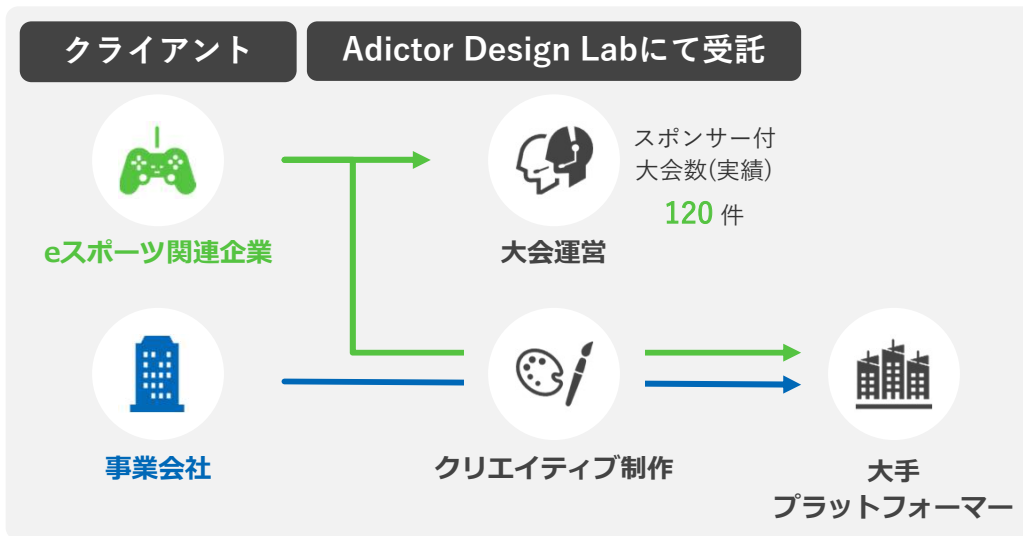 クライアント
Adictor Design Labにて受託
スポンサー付
大会数(実績)
120 件
eスポーツ関連企業
大会運営
事業会社
クリエイティブ制作
大手
プラットフォーマー